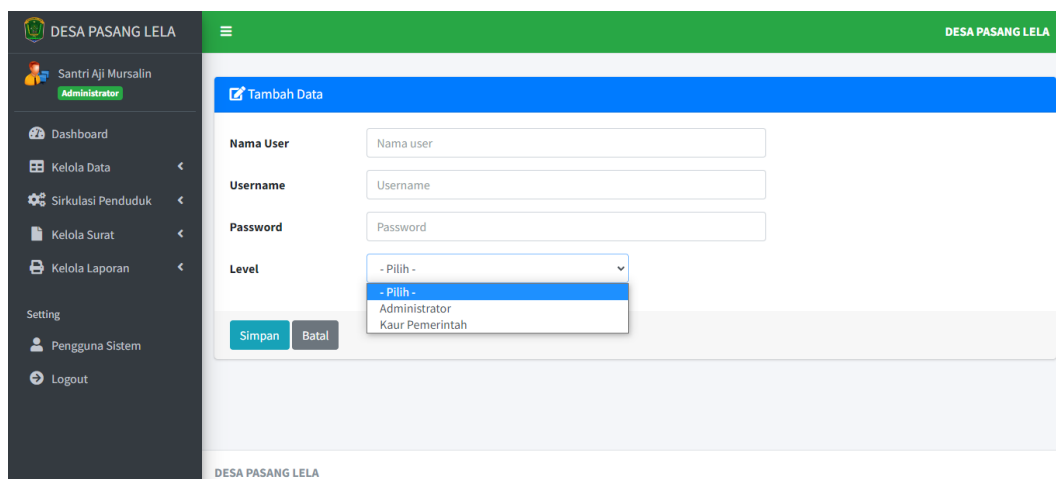 DESA PASANG LELA
DESA PASANG LELA
Santri Aji Mursalin
Administrator
Dashboard
Kelola Data
Sirkulasi Penduduk
Kelola Surat
Kelola Laporan
Setting
Pengguna Sistem
Logout
Tambah Data
Nama User
Nama user
Username
Username
Password
Password
Level
- Pilih -
- Pilih -
Administrator
Kaur Pemerintah
Simpan
Batal
DESA PASANG LELA